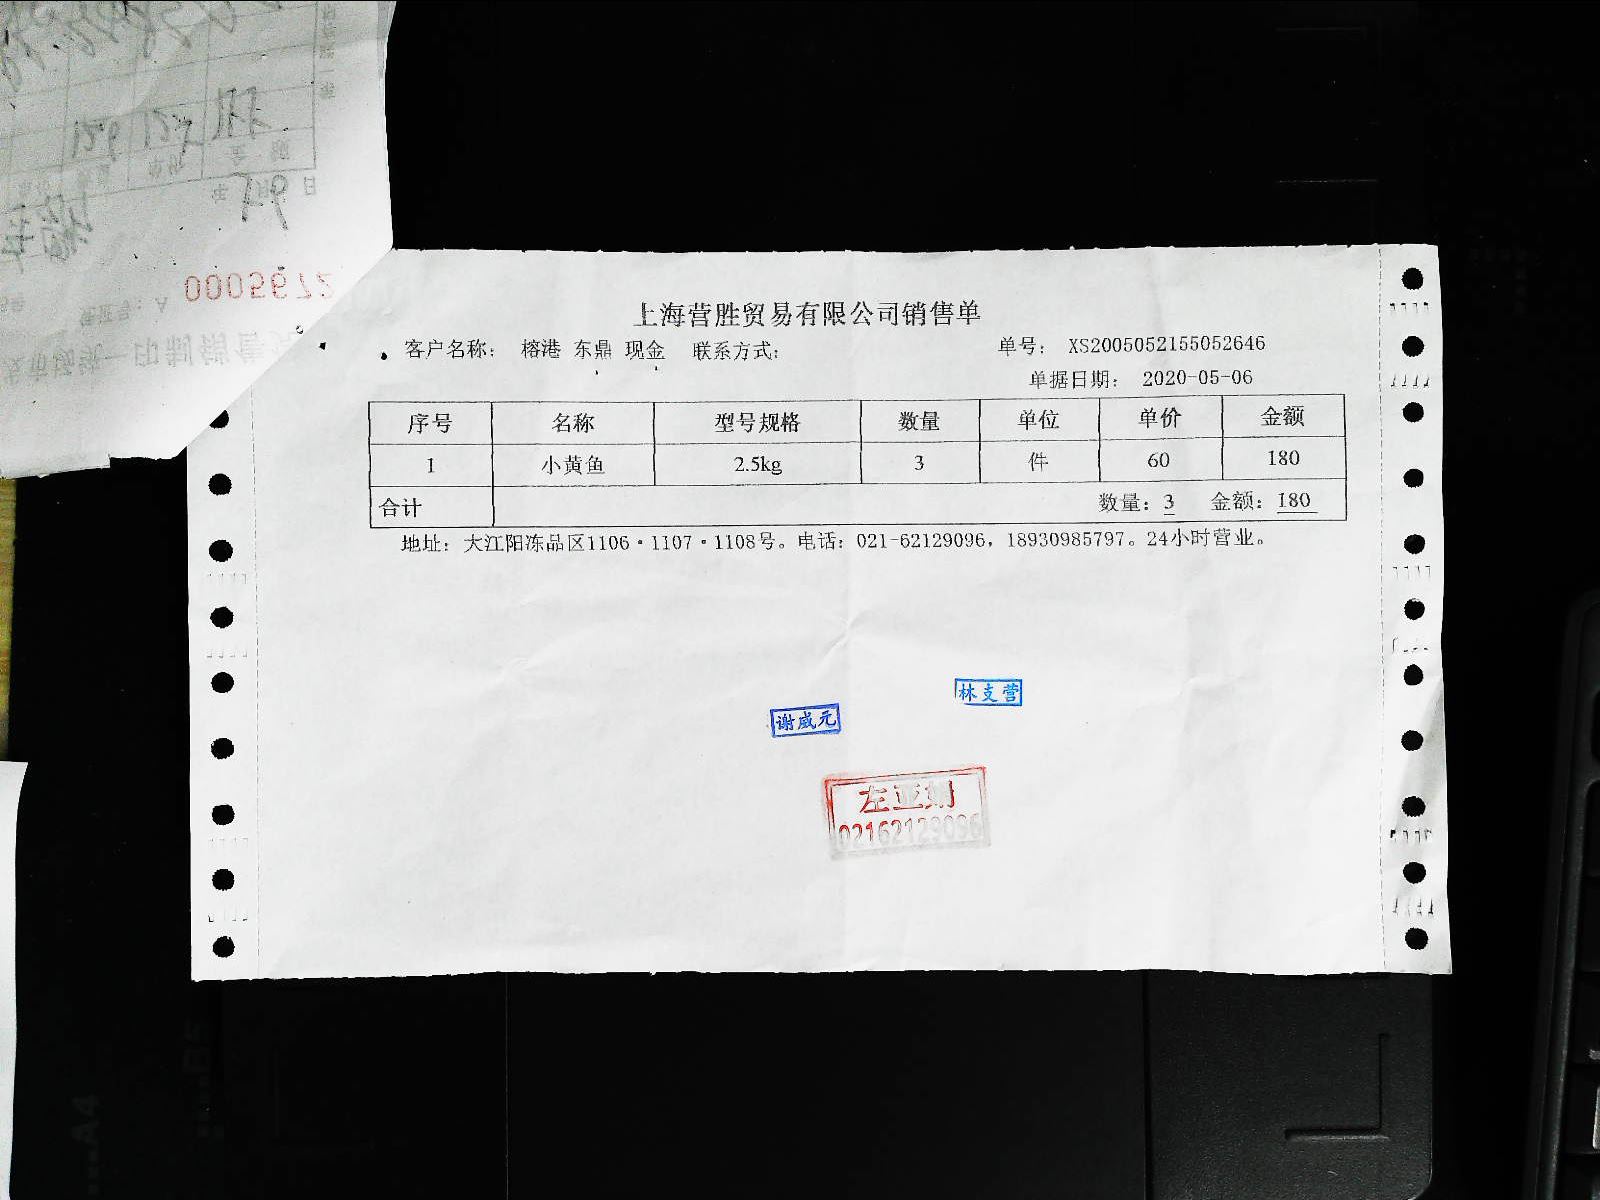 0005672
上海营胜贸易有限公司销售单
客户名称： 榕港 东鼎 现金 联系方式： 单号： XS2005052155052646
单据日期： 2020-05-06
序号 名称 型号规格 数量 单位 单价 金额
1 小黄鱼 2.5kg 3 件 60 180
合计 数量：3 金额：180
地址：大江阳冻品区1106·1107·1108号。电话：021-62129096，18930985797。24小时营业。
林支营
谢威元
02162129096
A4